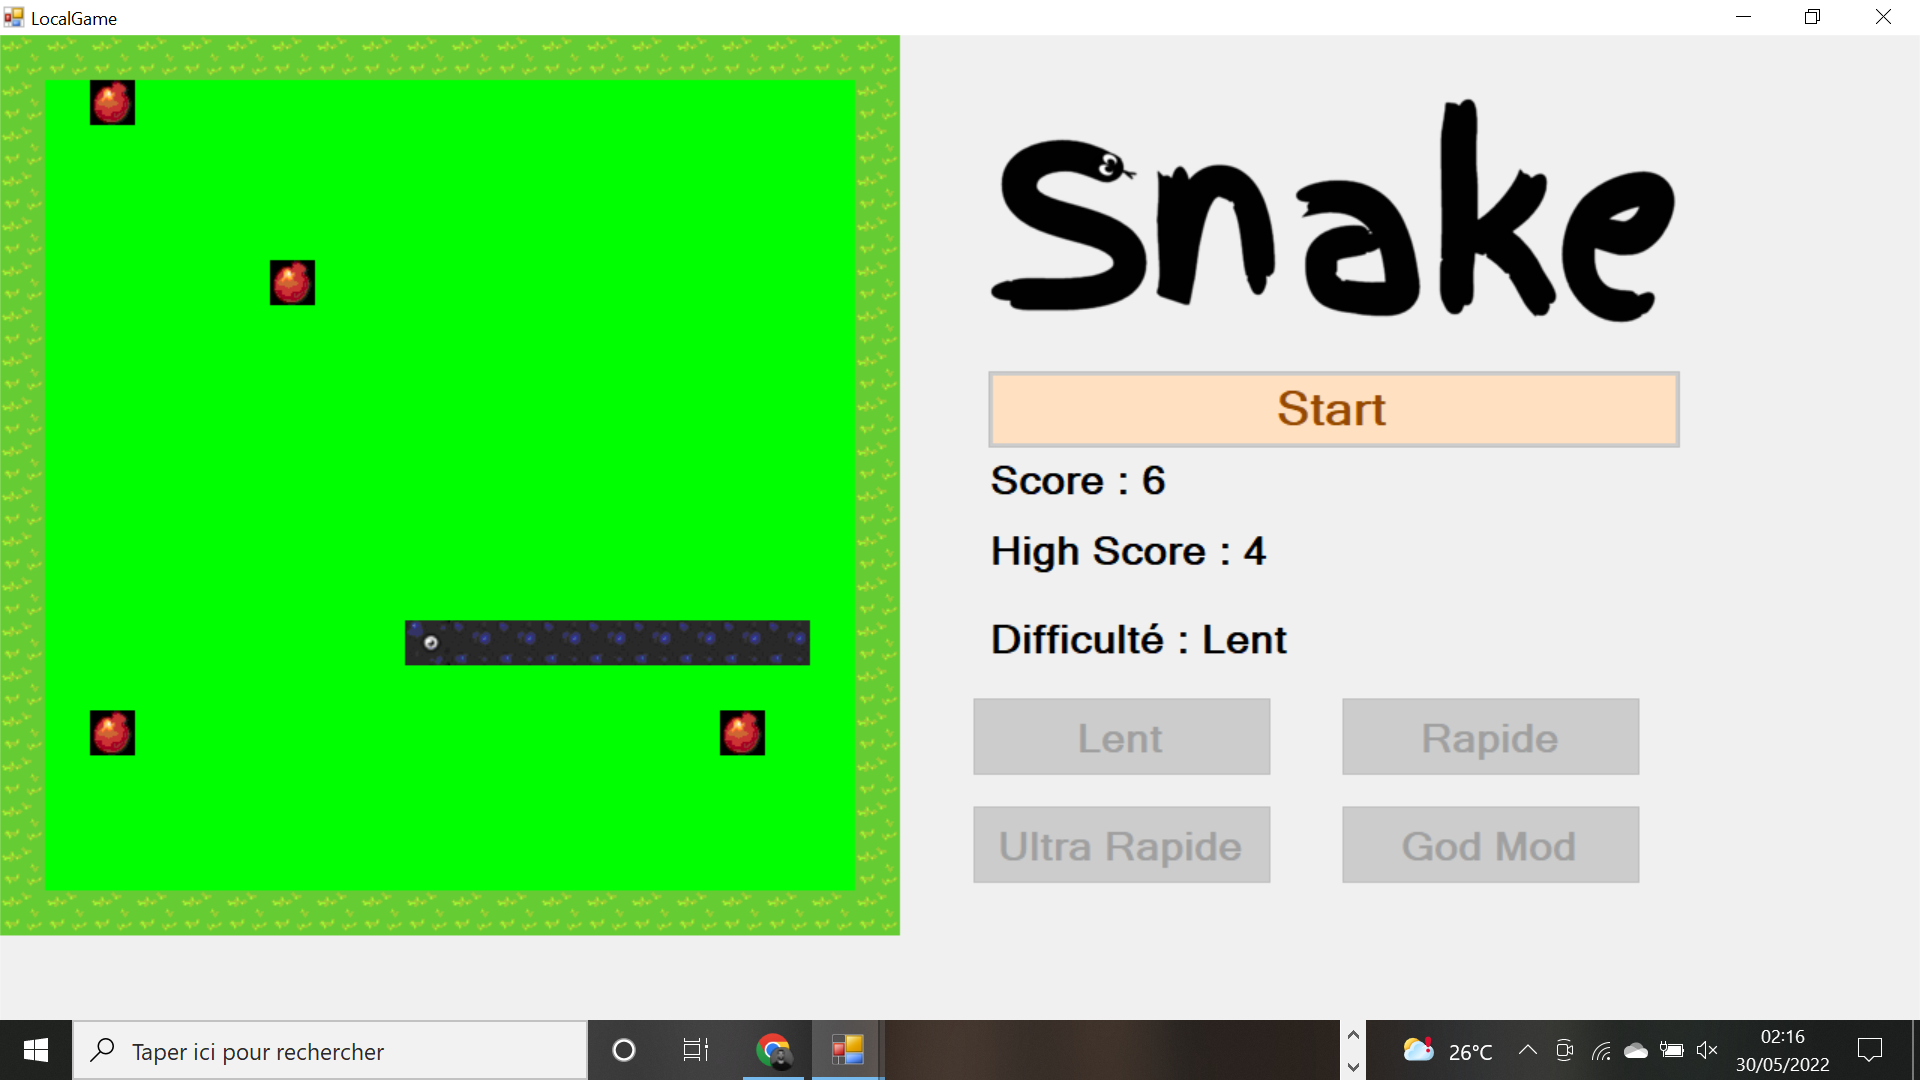 LocalGame
Snake
Start
Score : 6
High Score : 4
Difficulté : Lent
Lent
Rapide
Ultra Rapide
God Mod
Taper ici pour rechercher
26°C
02:16
30/05/2022